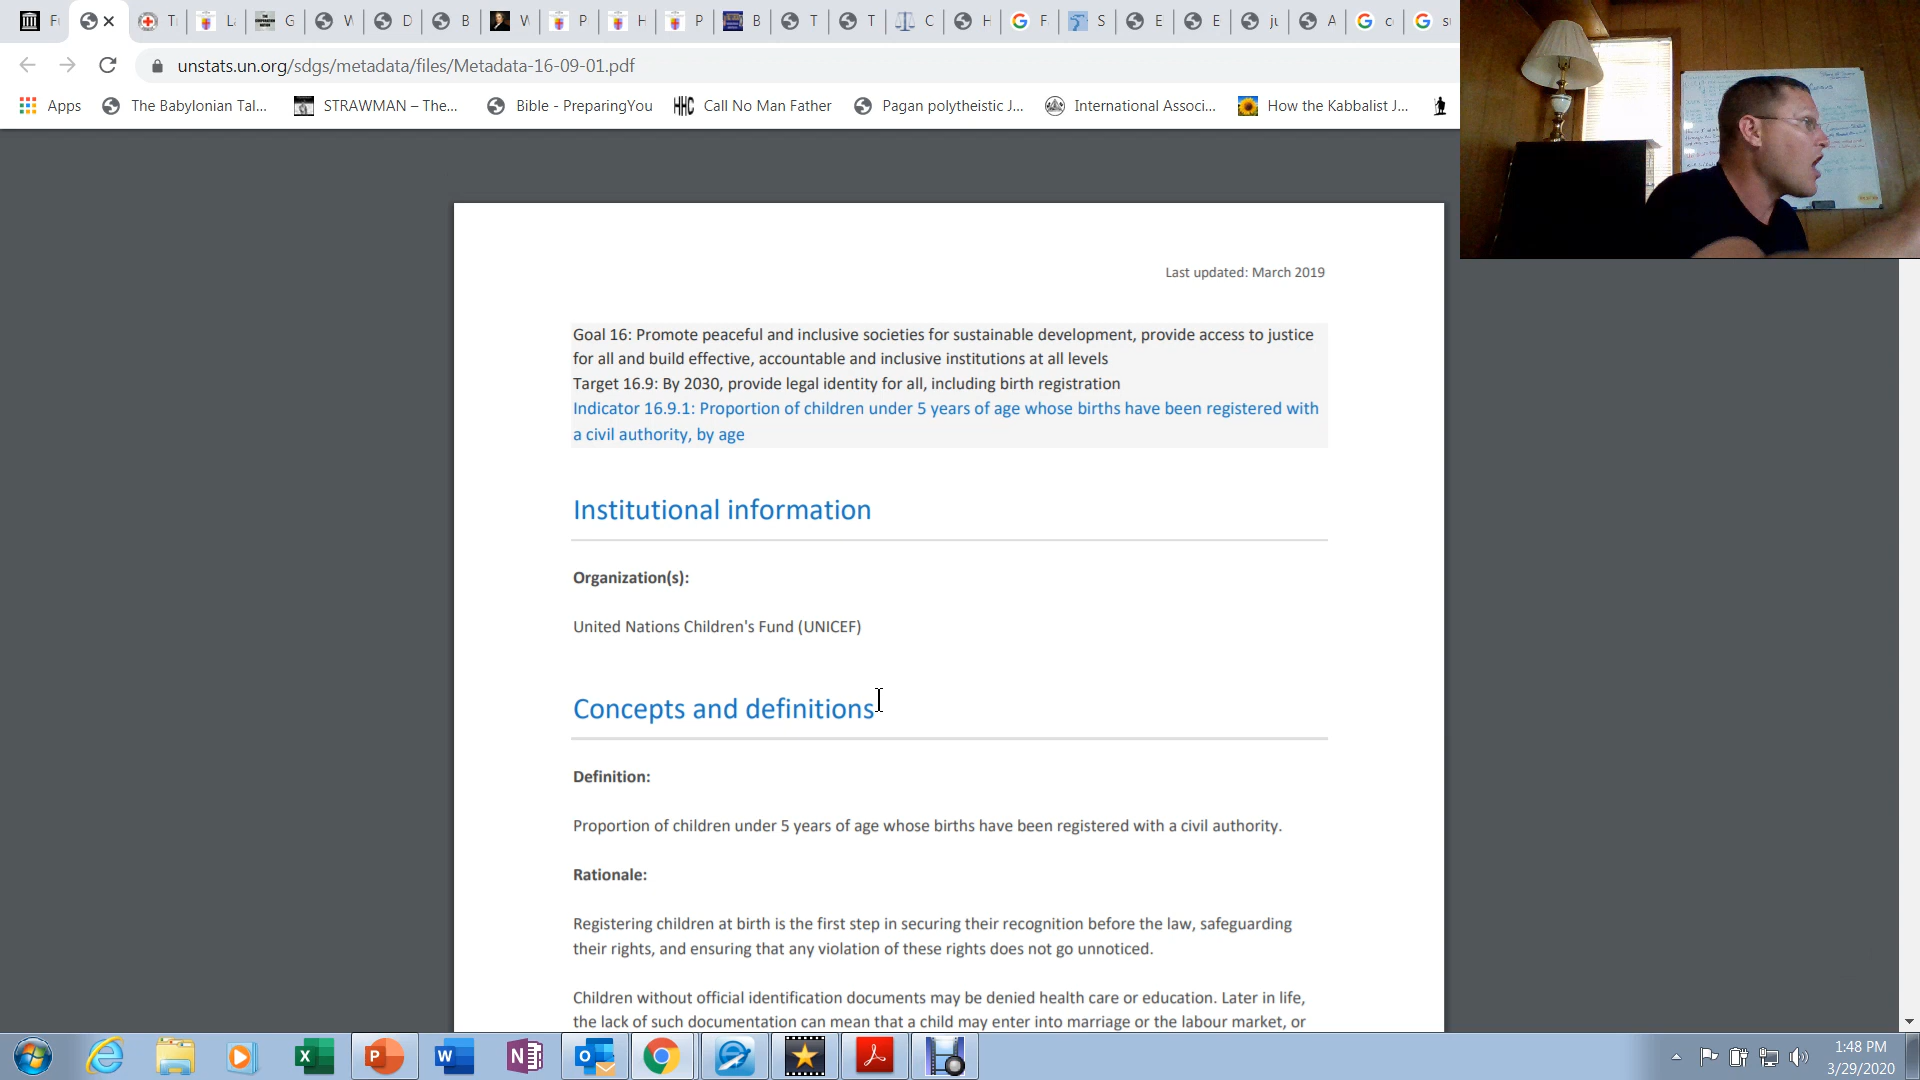 F
T
L
G
V
D
B
V
P
H
P
B
T
T
C
H
F
S
E
E
ju
A
c
s
unstats.un.org/sdgs/metadata/files/Metadata-16-09-01.pdf
Apps
The Babylonian Tal...
STRAWMAN – The...
Bible - PreparingYou
HHC Call No Man Father
Pagan polytheistic J...
International Associ...
How the Kabbalist J...
Last updated: March 2019
Goal 16: Promote peaceful and inclusive societies for sustainable development, provide access to justice
for all and build effective, accountable and inclusive institutions at all levels
Target 16.9: By 2030, provide legal identity for all, including birth registration
Indicator 16.9.1: Proportion of children under 5 years of age whose births have been registered with
a civil authority, by age
Institutional information
Organization(s):
United Nations Children's Fund (UNICEF)
Concepts and definitions
Definition:
Proportion of children under 5 years of age whose births have been registered with a civil authority.
Rationale:
Registering children at birth is the first step in securing their recognition before the law, safeguarding
their rights, and ensuring that any violation of these rights does not go unnoticed.
Children without official identification documents may be denied health care or education. Later in life,
the lack of such documentation can mean that a child may enter into marriage or the labour market, or
1:48 PM
3/29/2020